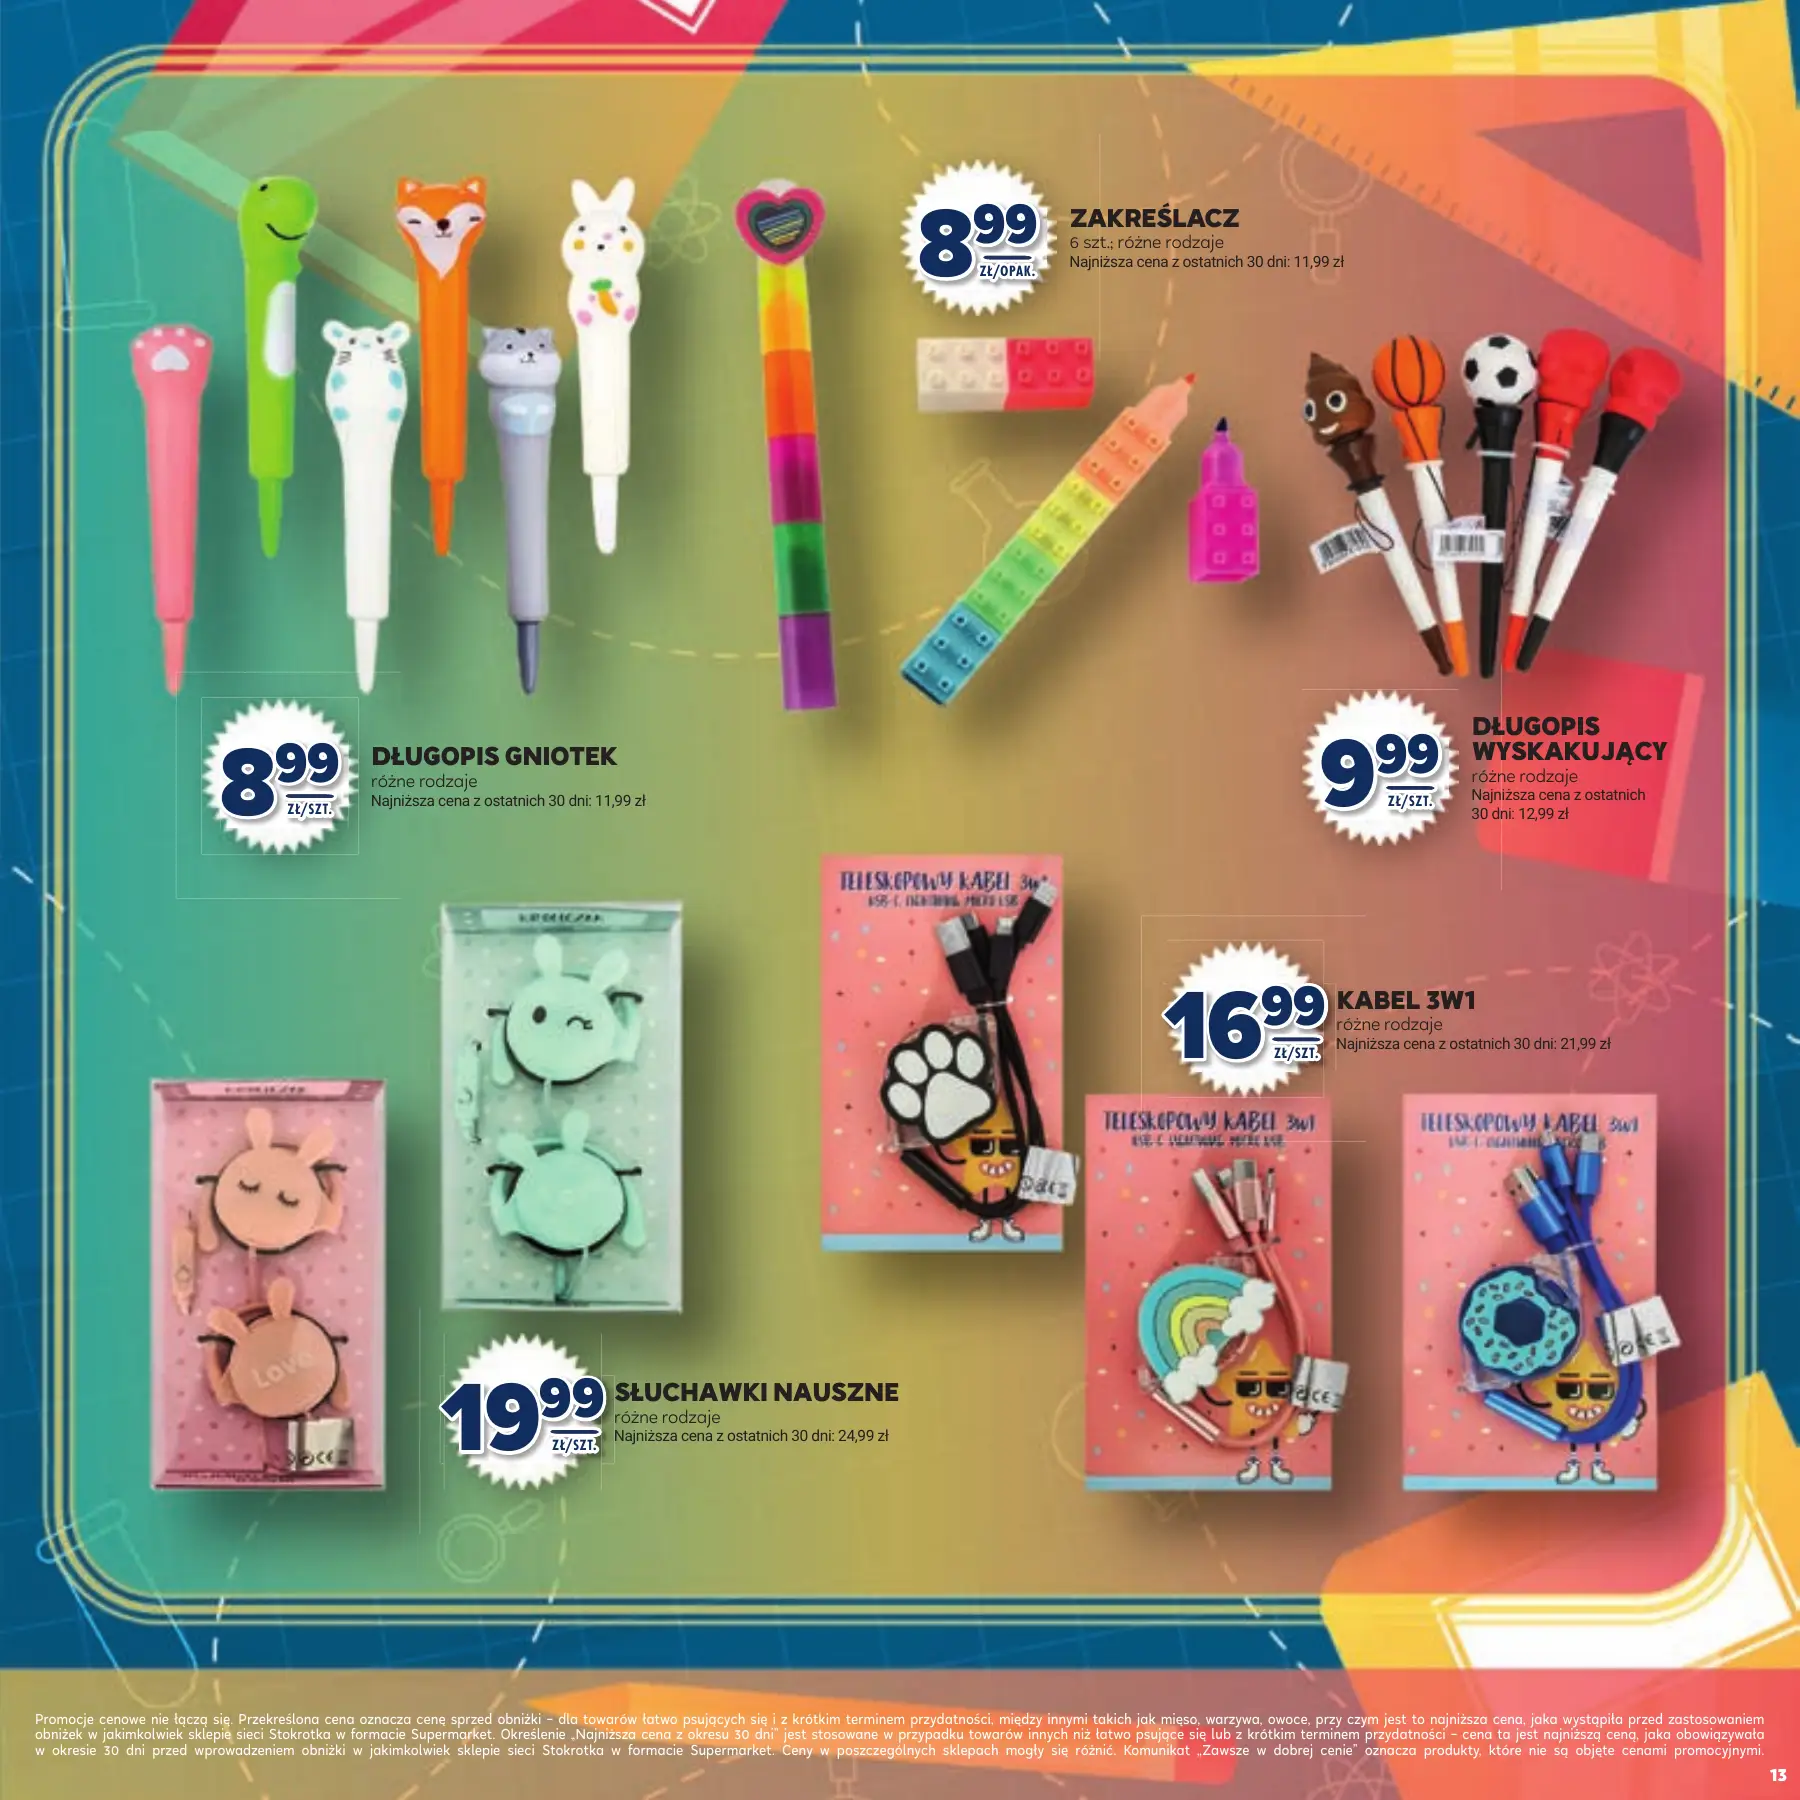 8 99
ZŁ/OPAK.
ZAKREŚLACZ
6 szt.; różne rodzaje
Najniższa cena z ostatnich 30 dni: 11,99 zł
8 99
ZŁ/SZT.
DŁUGOPIS GNIOTEK
różne rodzaje
Najniższa cena z ostatnich 30 dni: 11,99 zł
9 99
ZŁ/SZT.
DŁUGOPIS
WYSKAKUJĄCY
różne rodzaje
Najniższa cena z ostatnich
30 dni: 12,99 zł
TELESKOPOWY KABEL 3w1
USB-C, LIGHTNING, MICRO USB
16 99
ZŁ/SZT.
KABEL 3W1
różne rodzaje
Najniższa cena z ostatnich 30 dni: 21,99 zł
TELESKOPOWY KABEL 3w1
USB-C, LIGHTNING, MICRO USB
TELESKOPOWY KABEL 3w1
Love
19 99
ZŁ/SZT.
SŁUCHAWKI NAUSZNE
różne rodzaje
Najniższa cena z ostatnich 30 dni: 24,99 zł
Promocje cenowe nie łączą się. Przekreślona cena oznacza cenę sprzed obniżki – dla towarów łatwo psujących się i z krótkim terminem przydatności, między innymi takich jak mięso, warzywa, owoce, przy czym jest to najniższa cena, jaka wystąpiła przed zastosowaniem
obniżek w jakimkolwiek sklepie sieci Stokrotka w formacie Supermarket. Określenie „Najniższa cena z okresu 30 dni” jest stosowane w przypadku towarów innych niż łatwo psujące się lub z krótkim terminem przydatności – cena ta jest najniższą ceną, jaka obowiązywała
w okresie 30 dni przed wprowadzeniem obniżki w jakimkolwiek sklepie sieci Stokrotka w formacie Supermarket. Ceny w poszczególnych sklepach mogły się różnić. Komunikat „Zawsze w dobrej cenie” oznacza produkty, które nie są objęte cenami promocyjnymi.
13